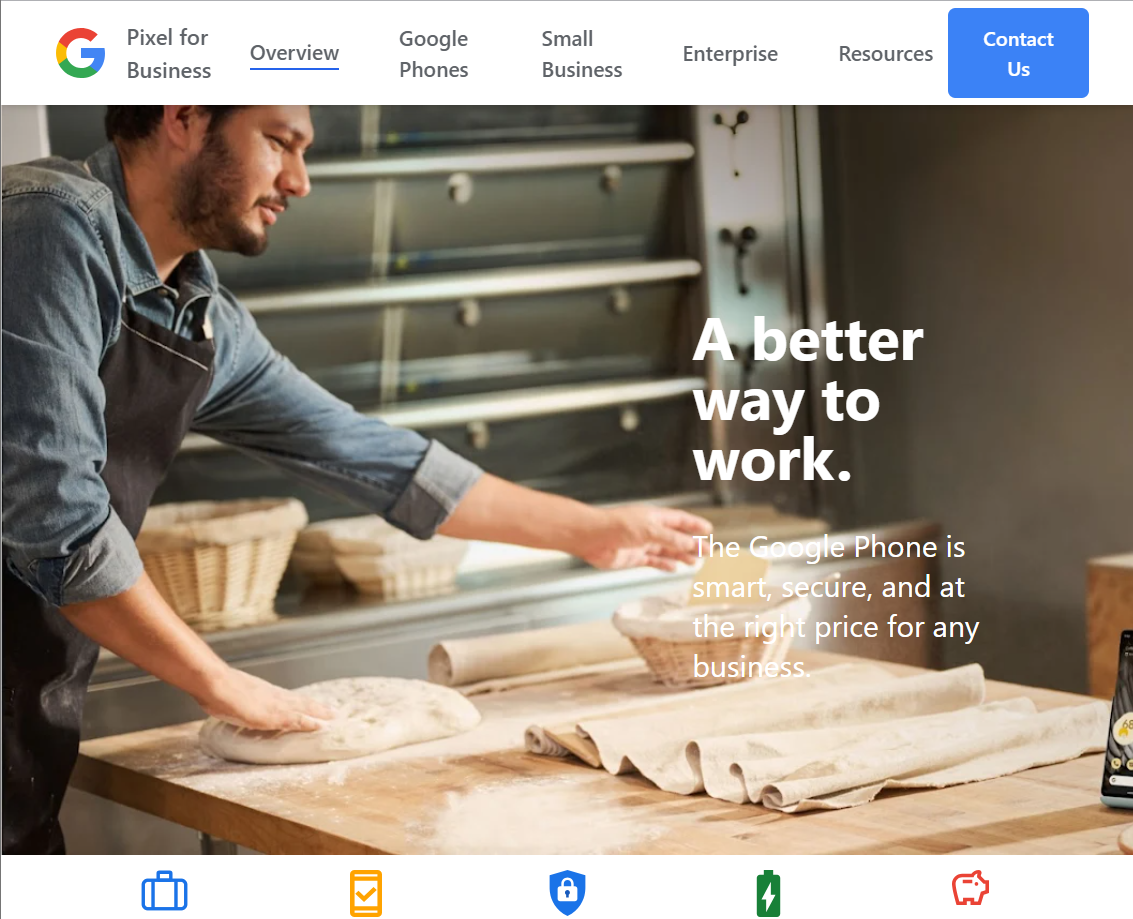 Pixel for
Business
Overview
Google
Phones
Small
Business
Enterprise
Resources
Contact
Us
A better
way to
work.
The Google Phone is
smart, secure, and at
the right price for any
business.